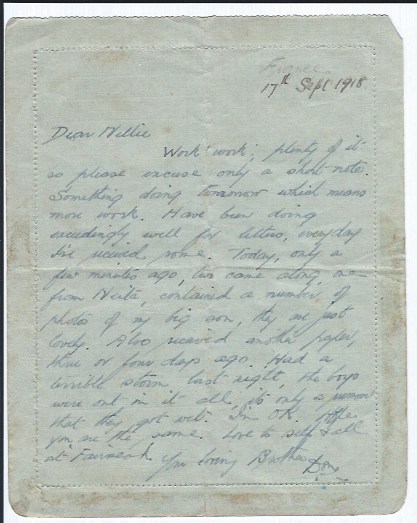 France
17th Sept 1918
Dear Nellie
Work work; plenty of it
so please excuse only a short note.
Something doing tomorrow which means
more work. Have been doing
exceedingly well for letters, everyday
I've received some. Today, only a
few minutes ago, two came along, one
from Neita, contained a number of
photos of my big son, they are just
lovely. Also received another paper,
three or four days ago. Had a
terrible storm last night, the boys
were out in it all, its only a
that they got wet. I'm OK. Hope
you are the same. Love to self & all
at Your loving Brother